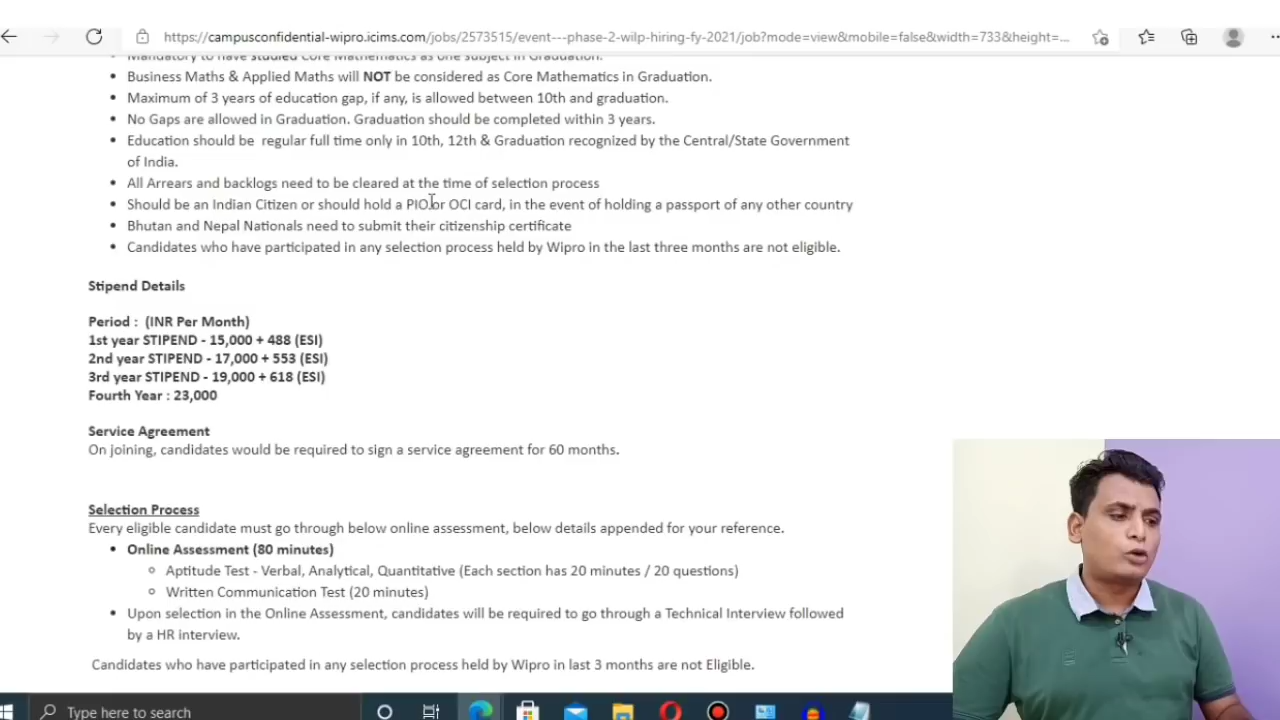 https://campusconfidential-wipro.icims.com/jobs/2573515/event---phase-2-wilp-hiring-fy-2021/job?mode=view&mobile=false&width=733&height=...
Mandatory to have studied Core Mathematics as one subject in Graduation.
• Business Maths & Applied Maths will NOT be considered as Core Mathematics in Graduation.
• Maximum of 3 years of education gap, if any, is allowed between 10th and graduation.
• No Gaps are allowed in Graduation. Graduation should be completed within 3 years.
• Education should be regular full time only in 10th, 12th & Graduation recognized by the Central/State Government
of India.
• All Arrears and backlogs need to be cleared at the time of selection process
• Should be an Indian Citizen or should hold a PIO or OCI card, in the event of holding a passport of any other country
• Bhutan and Nepal Nationals need to submit their citizenship certificate
• Candidates who have participated in any selection process held by Wipro in the last three months are not eligible.
Stipend Details
Period : (INR Per Month)
1st year STIPEND - 15,000 + 488 (ESI)
2nd year STIPEND - 17,000 + 553 (ESI)
3rd year STIPEND - 19,000 + 618 (ESI)
Fourth Year : 23,000
Service Agreement
On joining, candidates would be required to sign a service agreement for 60 months.
Selection Process
Every eligible candidate must go through below online assessment, below details appended for your reference.
• Online Assessment (80 minutes)
◦ Aptitude Test - Verbal, Analytical, Quantitative (Each section has 20 minutes / 20 questions)
◦ Written Communication Test (20 minutes)
• Upon selection in the Online Assessment, candidates will be required to go through a Technical Interview followed
by a HR interview.
Candidates who have participated in any selection process held by Wipro in last 3 months are not Eligible.
Type here to search